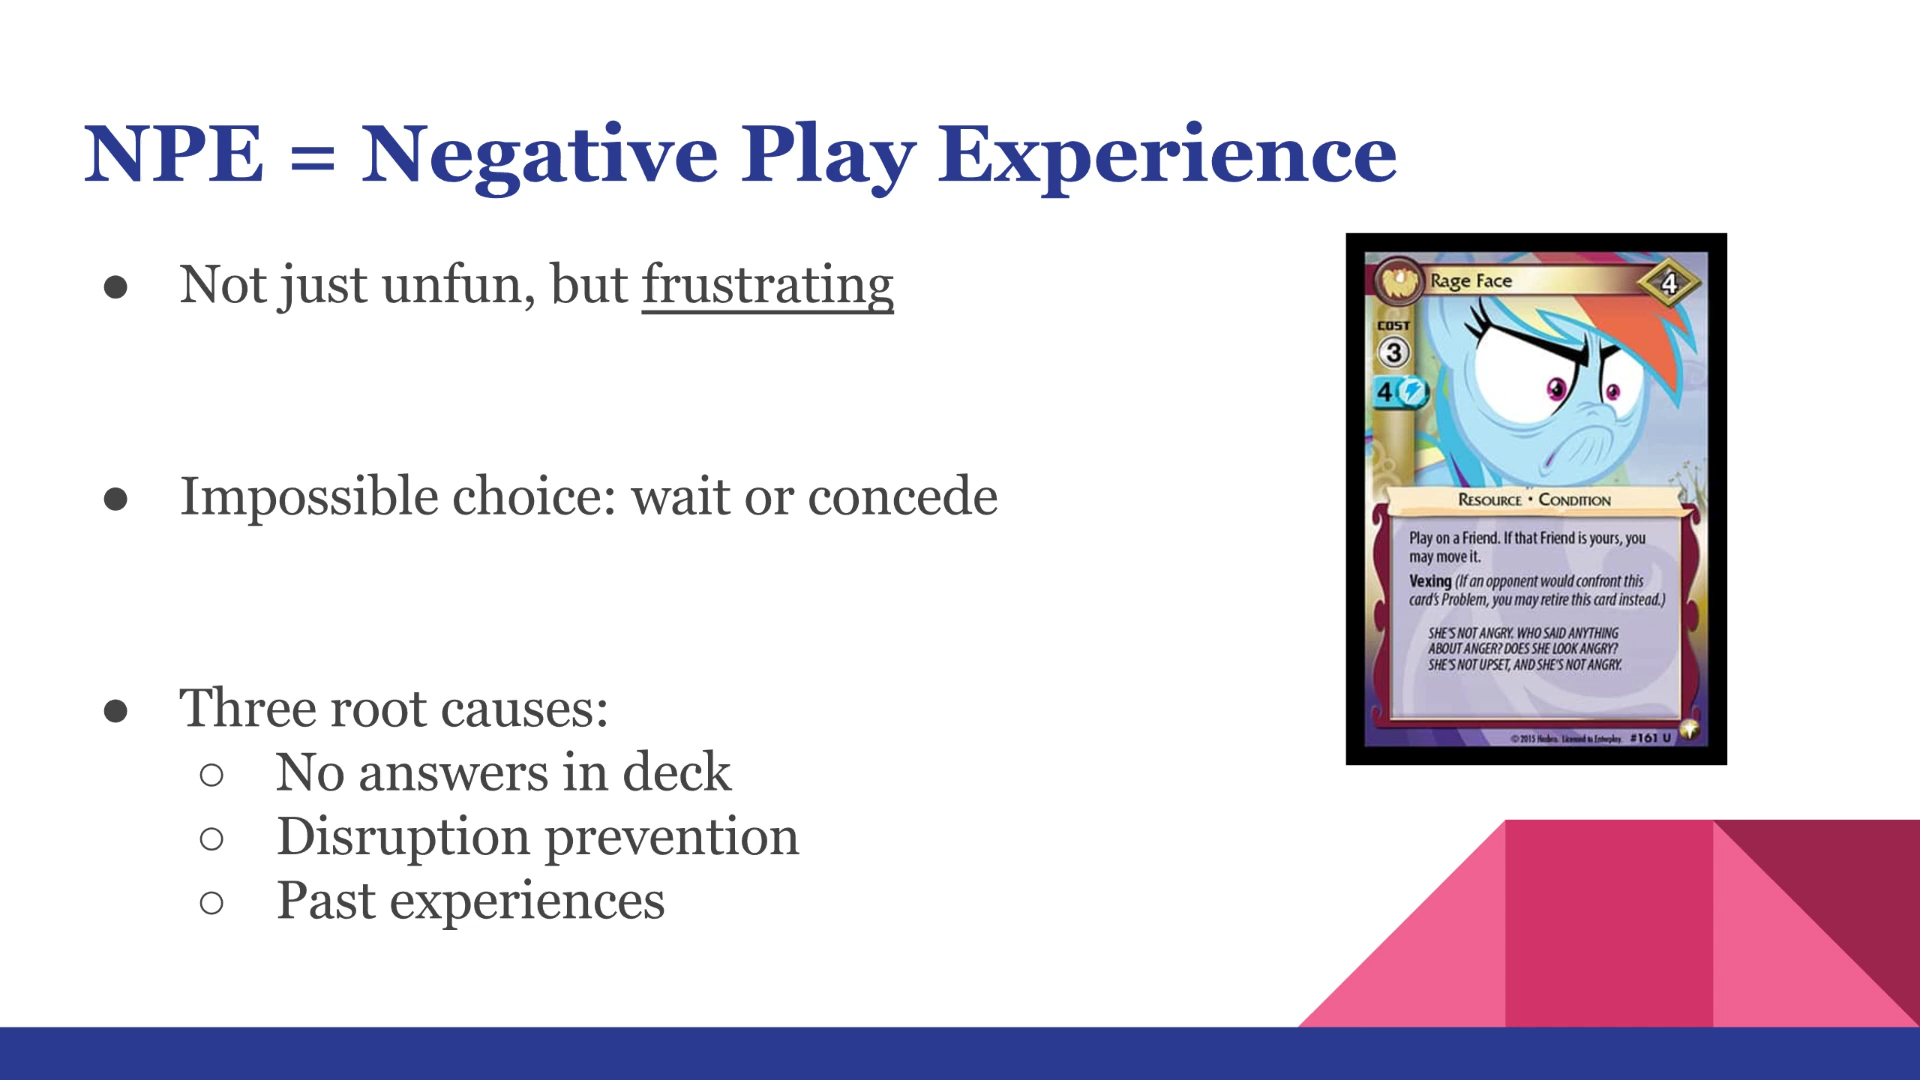 NPE = Negative Play Experience
● Not just unfun, but frustrating
● Impossible choice: wait or concede
● Three root causes:
○ No answers in deck
○ Disruption prevention
○ Past experiences
Rage Face
4
COST
3
4
RESOURCE • CONDITION
Play on a Friend. If that Friend is yours, you
may move it.
Vexing (If an opponent would confront this
card's Problem, you may retire this card instead.)
SHE'S NOT ANGRY. WHO SAID ANYTHING
ABOUT ANGER? DOES SHE LOOK ANGRY?
SHE'S NOT UPSET, AND SHE'S NOT ANGRY.
© 2015 Hasbro. Licensed to Enterplay. #161 U